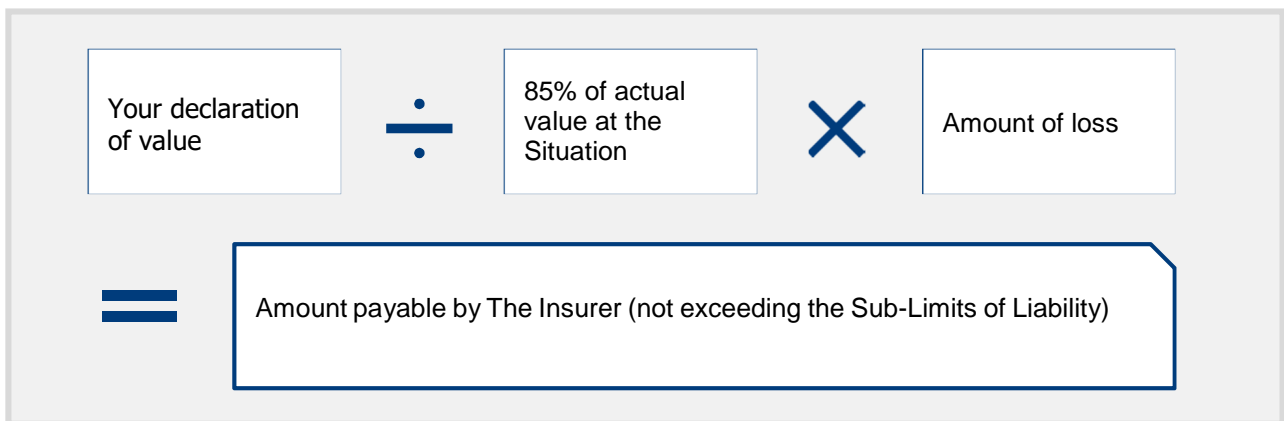 Your declaration
of value
÷
85% of actual
value at the
Situation
×
Amount of loss
=
Amount payable by The Insurer (not exceeding the Sub-Limits of Liability)